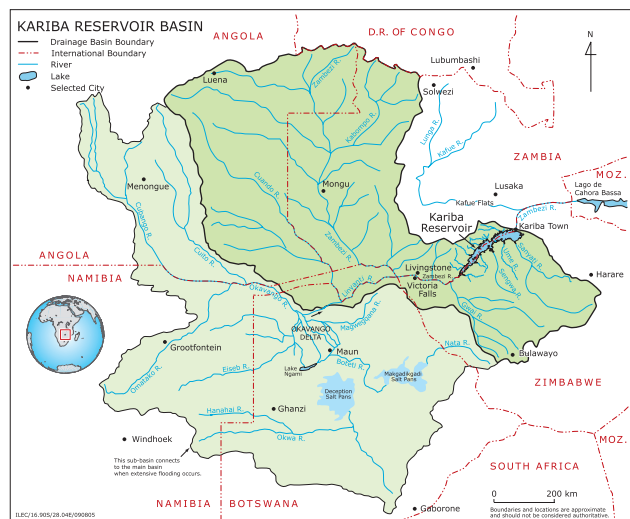 KARIBA RESERVOIR BASIN
Drainage Basin Boundary
International Boundary
River
Lake
Selected City
ANGOLA
D.R. OF CONGO
N
Lubumbashi
Luena
Zambezi R.
Solwezi
Kabompo R.
Lunga R.
Kafue R.
ZAMBIA
MOZ.
Menongue
Cuando R.
Mongu
Lusaka
Lago de
Cahora Bassa
Kafue Flats
Zambezi R.
Kariba
Reservoir
Kariba Town
Cubango R.
Cuito R.
Zambezi R.
Ume R.
Sanyati R.
Sengwa R.
ANGOLA
NAMIBIA
Livingstone
Zambezi R.
Victoria
Falls
Harare
Okavango R.
Linyanti R.
Gwai R.
OKAVANGO
DELTA
Magwegqana R.
Grootfontein
Maun
Nata R.
Bulawayo
Omatako R.
Eiseb R.
Lake
Ngami
Boteti R.
Makgadikgadi
Salt Pans
ZIMBABWE
Deception
Salt Pans
Hanahai R.
Ghanzi
Windhoek
Okwa R.
MOZ.
This sub-basin connects
to the main basin
when extensive flooding occurs.
SOUTH AFRICA
NAMIBIA
BOTSWANA
Gaborone
0 200 km
Boundaries and locations are approximate
and should not be considered authoritative.
ILEC/16.90S/28.04E/090805